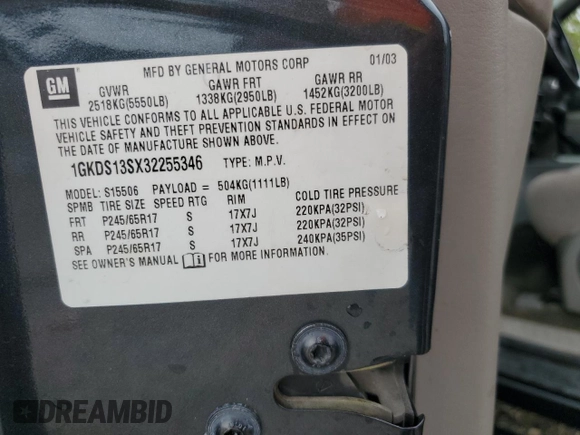 GM
MFD BY GENERAL MOTORS CORP 01/03
GVWR GAWR FRT GAWR RR
2518KG(5550LB) 1338KG(2950LB) 1452KG(3200LB)
THIS VEHICLE CONFORMS TO ALL APPLICABLE U.S. FEDERAL MOTOR
VEHICLE SAFETY AND THEFT PREVENTION STANDARDS IN EFFECT ON
THE DATE OF MANUFACTURE SHOWN ABOVE.
1GKDS13SX32255346 TYPE: M.P.V.
MODEL: S15506 PAYLOAD = 504KG(1111LB)
SPMB TIRE SIZE SPEED RTG RIM COLD TIRE PRESSURE
FRT P245/65R17 S 17X7J 220KPA(32PSI)
RR P245/65R17 S 17X7J 220KPA(32PSI)
SPA P245/65R17 S 17X7J 240KPA(35PSI)
SEE OWNER'S MANUAL FOR MORE INFORMATION.
DREAMBID